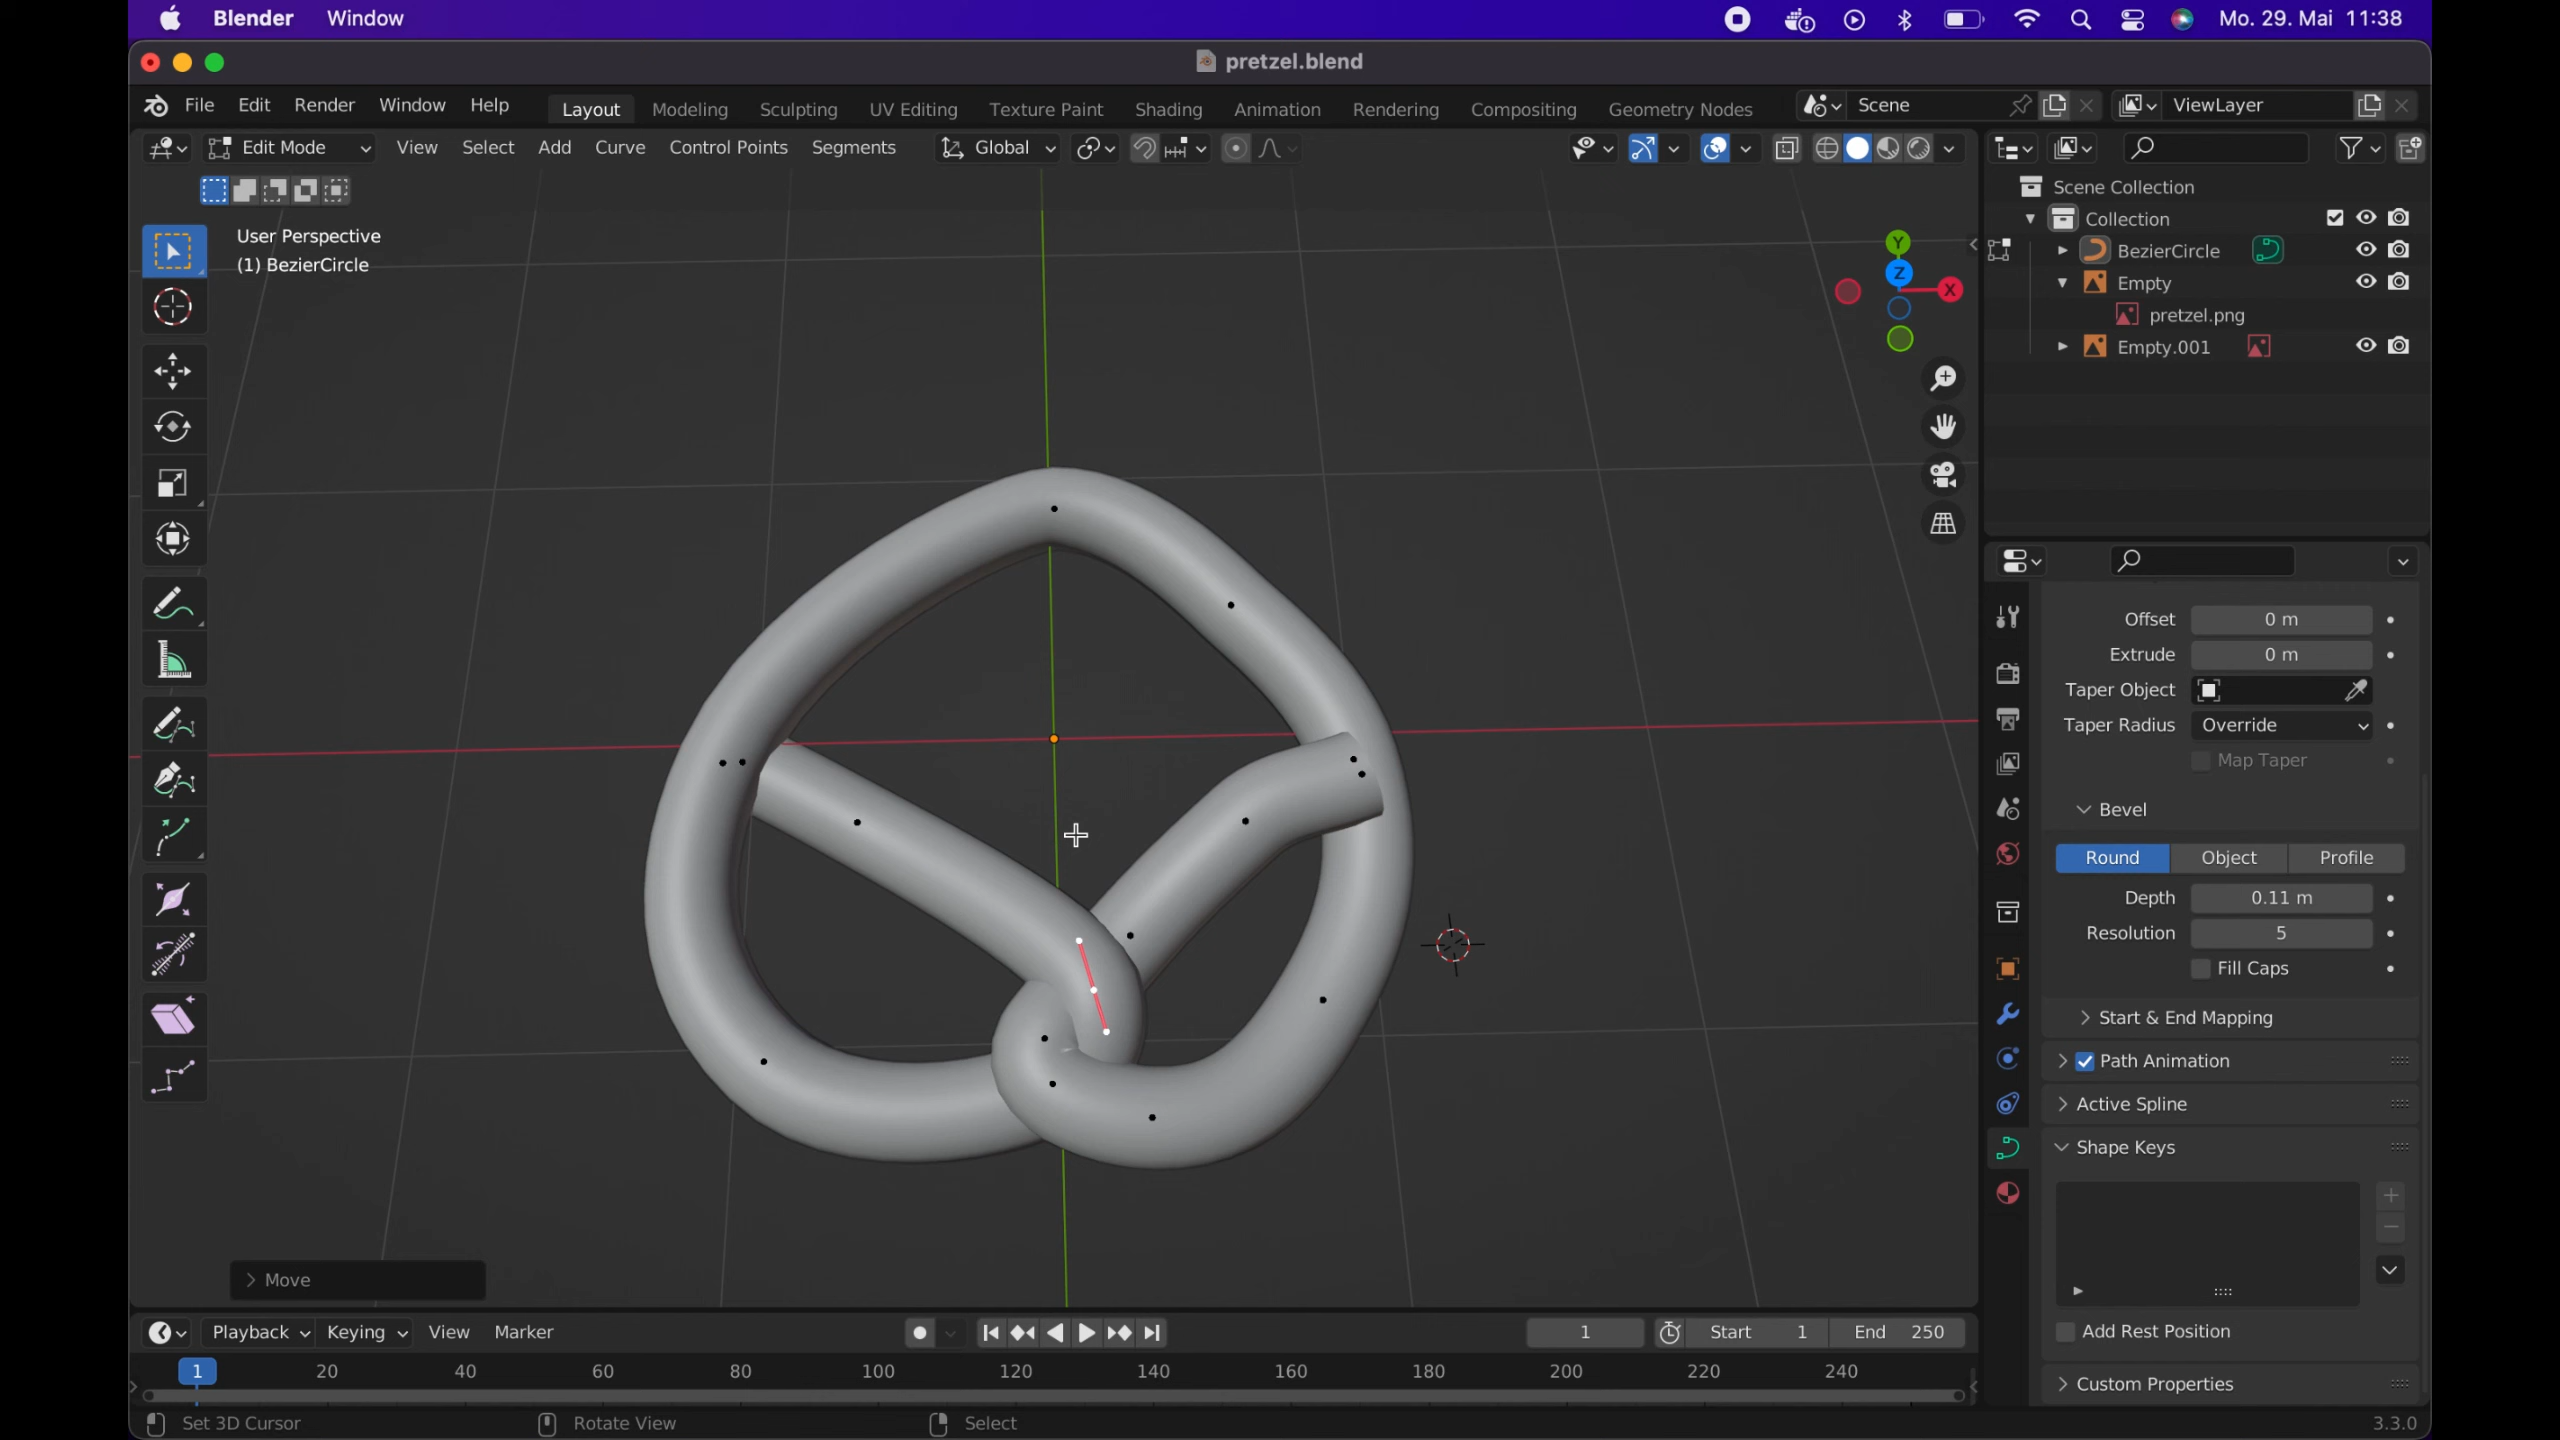 Blender Window Mo. 29. Mai 11:38
pretzel.blend
File Edit Render Window Help Layout Modeling Sculpting UV Editing Texture Paint Shading Animation Rendering Compositing Geometry Nodes Scene ViewLayer
Edit Mode View Select Add Curve Control Points Segments Global
User Perspective
(1) BezierCircle
Y
Z
X
Scene Collection
Collection
BezierCircle
Empty
pretzel.png
Empty.001
Offset 0 m
Extrude 0 m
Taper Object
Taper Radius Override
Map Taper
Bevel
Round Object Profile
Depth 0.11 m
Resolution 5
Fill Caps
Start & End Mapping
Path Animation
Active Spline
Shape Keys
Add Rest Position
Custom Properties
Move
Playback Keying View Marker 1 Start 1 End 250
1 20 40 60 80 100 120 140 160 180 200 220 240
Set 3D Cursor Rotate View Select 3.3.0